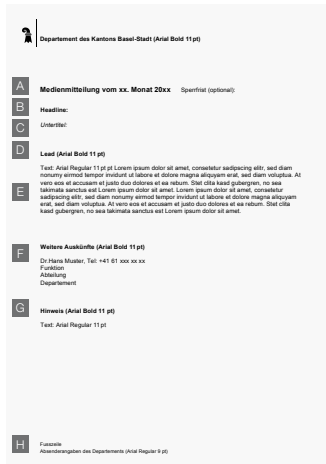 Departement des Kantons Basel-Stadt (Arial Bold 11pt)
A
Medienmitteilung vom xx. Monat 20xx Sperrfrist (optional):
B
Headline:
C
Untertitel:
D
Lead (Arial Bold 11 pt)
Text: Arial Regular 11 pt pt Lorem ipsum dolor sit amet, consetetur sadipscing elitr, sed diam
nonumy eirmod tempor invidunt ut labore et dolore magna aliquyam erat, sed diam voluptua. At
vero eos et accusam et justo duo dolores et ea rebum. Stet clita kasd gubergren, no sea
E
takimata sanctus est Lorem ipsum dolor sit amet. Lorem ipsum dolor sit amet, consetetur
sadipscing elitr, sed diam nonumy eirmod tempor invidunt ut labore et dolore magna aliquyam
erat, sed diam voluptua. At vero eos et accusam et justo duo dolores et ea rebum. Stet clita
kasd gubergren, no sea takimata sanctus est Lorem ipsum dolor sit amet.
F
Weitere Auskünfte (Arial Bold 11 pt)
Dr.Hans Muster, Tel: +41 61 xxx xx xx
Funktion
Abteilung
Departement
G
Hinweis (Arial Bold 11 pt)
Text: Arial Regular 11 pt
H
Fusszeile
Absenderangaben des Departements (Arial Regular 9 pt)